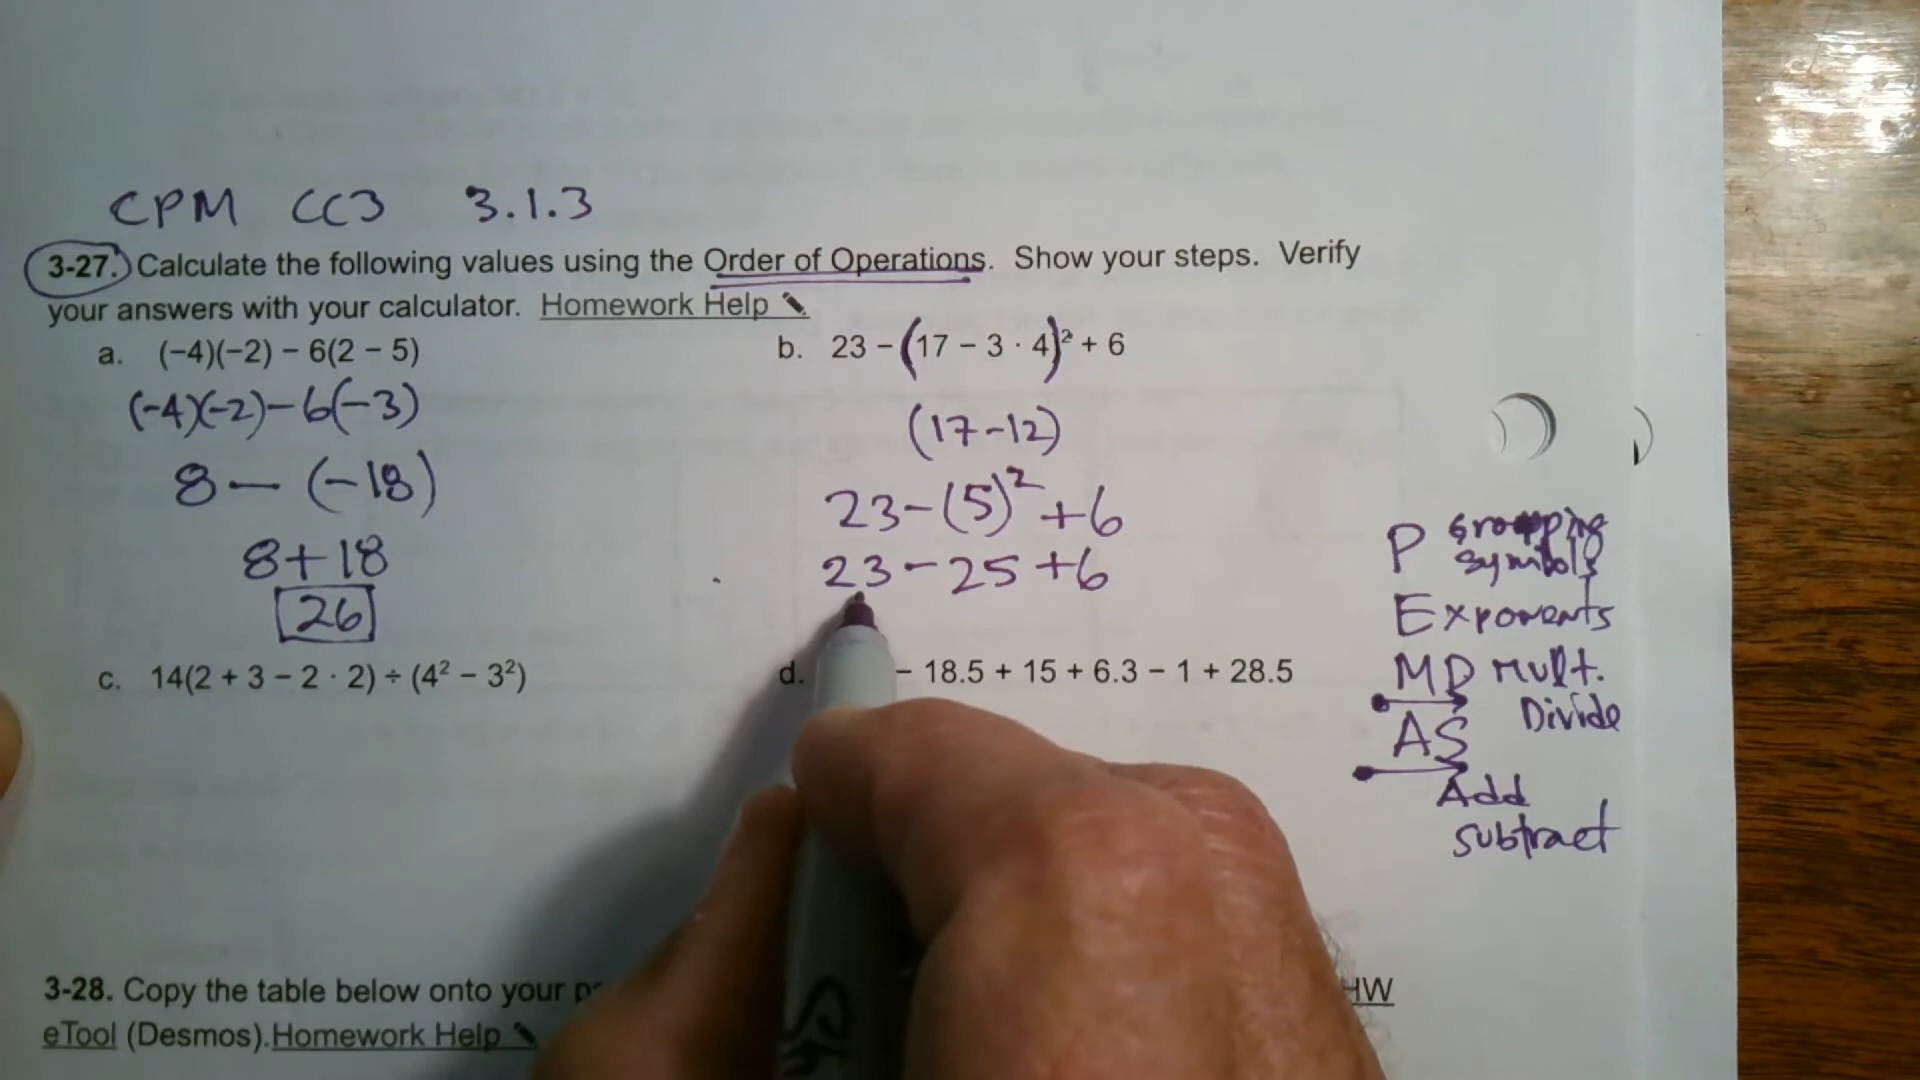 CPM CC3 3.1.3
3-27. Calculate the following values using the Order of Operations. Show your steps. Verify
your answers with your calculator. Homework Help ✎
a. (−4)(−2) − 6(2 − 5)
(-4)(-2)-6(-3)
8 - (-18)
8+18
26
b. 23 − (17 − 3 · 4)² + 6
(17-12)
23-(5)²+6
23-25+6
c. 14(2 + 3 − 2 · 2) ÷ (4² − 3²)
d. − 18.5 + 15 + 6.3 − 1 + 28.5
P Grouping
symbols
Exponents
MD Mult.
Divide
AS
Add
subtract
3-28. Copy the table below onto your
HW
eTool (Desmos).Homework Help ✎